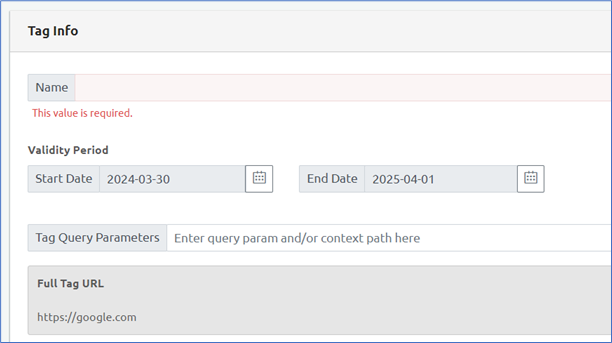 Tag Info
Name
This value is required.
Validity Period
Start Date 2024-03-30 End Date 2025-04-01
Tag Query Parameters Enter query param and/or context path here
Full Tag URL
https://google.com